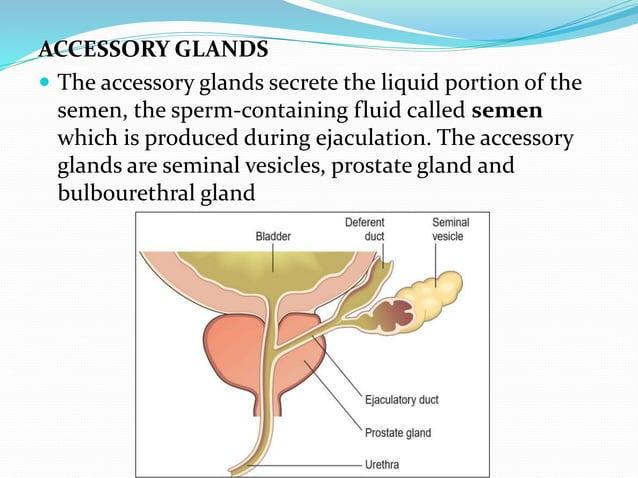 ACCESSORY GLANDS
The accessory glands secrete the liquid portion of the
semen, the sperm-containing fluid called semen
which is produced during ejaculation. The accessory
glands are seminal vesicles, prostate gland and
bulbourethral gland
Bladder
Deferent
duct
Seminal
vesicle
Ejaculatory duct
Prostate gland
Urethra